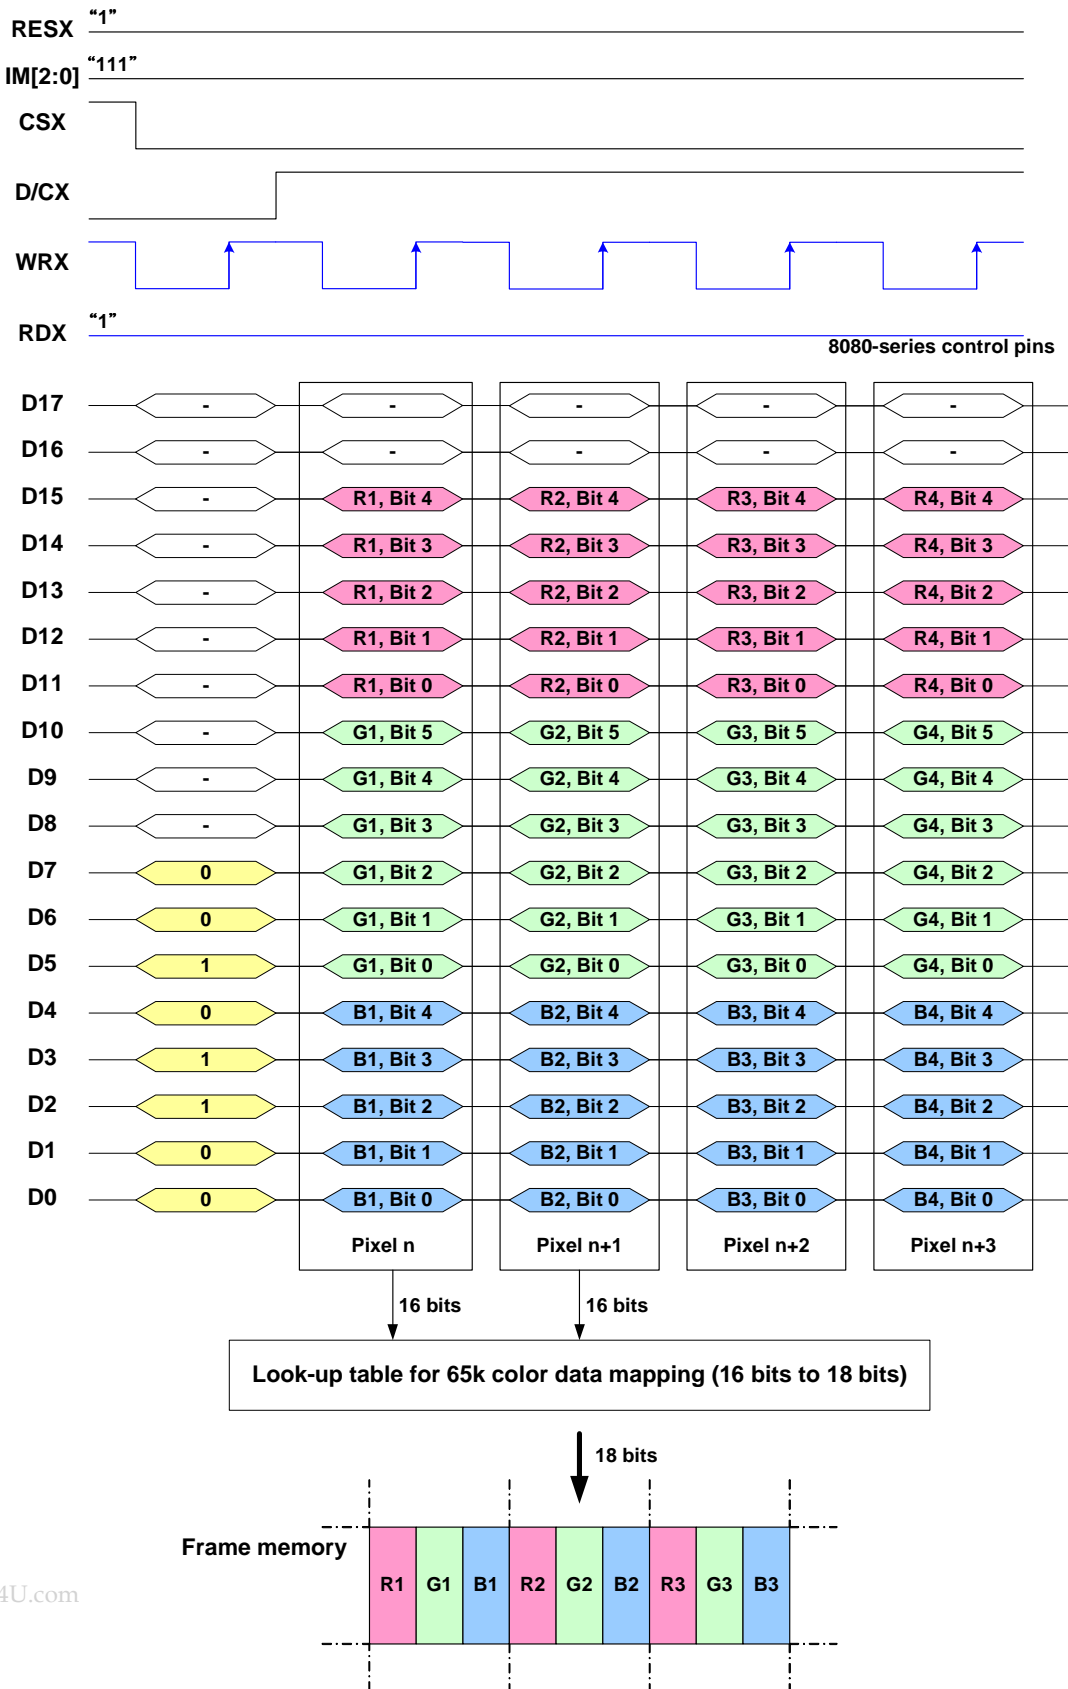 RESX "1"
IM[2:0] "111"
CSX
D/CX
WRX
RDX "1"
8080-series control pins
D17 - - - - -
D16 - - - - -
D15 - R1, Bit 4 R2, Bit 4 R3, Bit 4 R4, Bit 4
D14 - R1, Bit 3 R2, Bit 3 R3, Bit 3 R4, Bit 3
D13 - R1, Bit 2 R2, Bit 2 R3, Bit 2 R4, Bit 2
D12 - R1, Bit 1 R2, Bit 1 R3, Bit 1 R4, Bit 1
D11 - R1, Bit 0 R2, Bit 0 R3, Bit 0 R4, Bit 0
D10 - G1, Bit 5 G2, Bit 5 G3, Bit 5 G4, Bit 5
D9 - G1, Bit 4 G2, Bit 4 G3, Bit 4 G4, Bit 4
D8 - G1, Bit 3 G2, Bit 3 G3, Bit 3 G4, Bit 3
D7 0 G1, Bit 2 G2, Bit 2 G3, Bit 2 G4, Bit 2
D6 0 G1, Bit 1 G2, Bit 1 G3, Bit 1 G4, Bit 1
D5 1 G1, Bit 0 G2, Bit 0 G3, Bit 0 G4, Bit 0
D4 0 B1, Bit 4 B2, Bit 4 B3, Bit 4 B4, Bit 4
D3 1 B1, Bit 3 B2, Bit 3 B3, Bit 3 B4, Bit 3
D2 1 B1, Bit 2 B2, Bit 2 B3, Bit 2 B4, Bit 2
D1 0 B1, Bit 1 B2, Bit 1 B3, Bit 1 B4, Bit 1
D0 0 B1, Bit 0 B2, Bit 0 B3, Bit 0 B4, Bit 0
Pixel n Pixel n+1 Pixel n+2 Pixel n+3
16 bits 16 bits
Look-up table for 65k color data mapping (16 bits to 18 bits)
18 bits
Frame memory
R1 G1 B1 R2 G2 B2 R3 G3 B3
4U.com